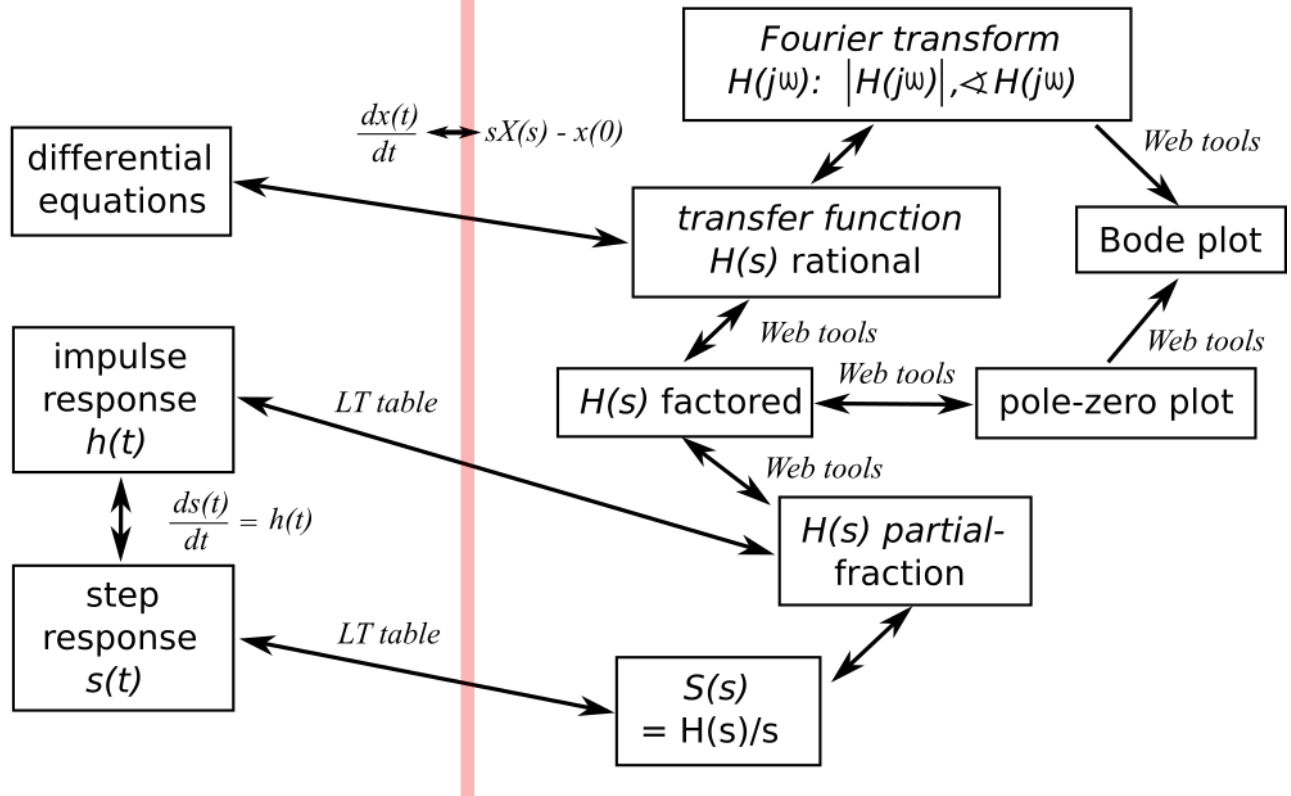 Fourier transform
H(jω): |H(jω)|,∢H(jω)
dx(t)
dt
sX(s) - x(0)
Web tools
differential
equations
transfer function
H(s) rational
Bode plot
impulse
response
h(t)
Web tools
Web tools
LT table
Web tools
H(s) factored
pole-zero plot
Web tools
ds(t)
dt
= h(t)
H(s) partial-
fraction
step
response
s(t)
LT table
S(s)
= H(s)/s